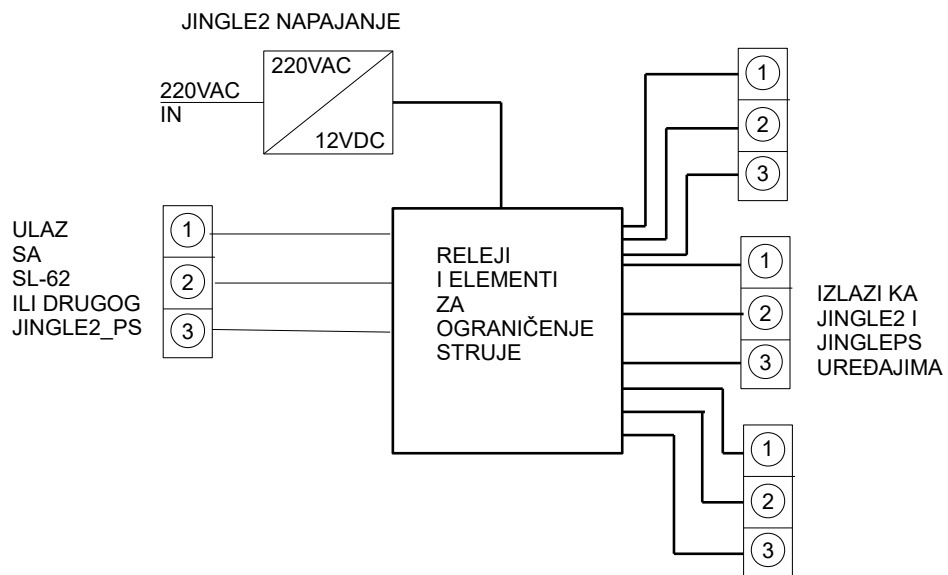 JINGLE2 NAPAJANJE
220VAC
IN
220VAC
12VDC
1
2
3
ULAZ
SA
SL-62
ILI DRUGOG
JINGLE2_PS
1
2
3
RELEJI
I ELEMENTI
ZA
OGRANIČENJE
STRUJE
1
2
3
IZLAZI KA
JINGLE2 I
JINGLEPS
UREĐAJIMA
1
2
3